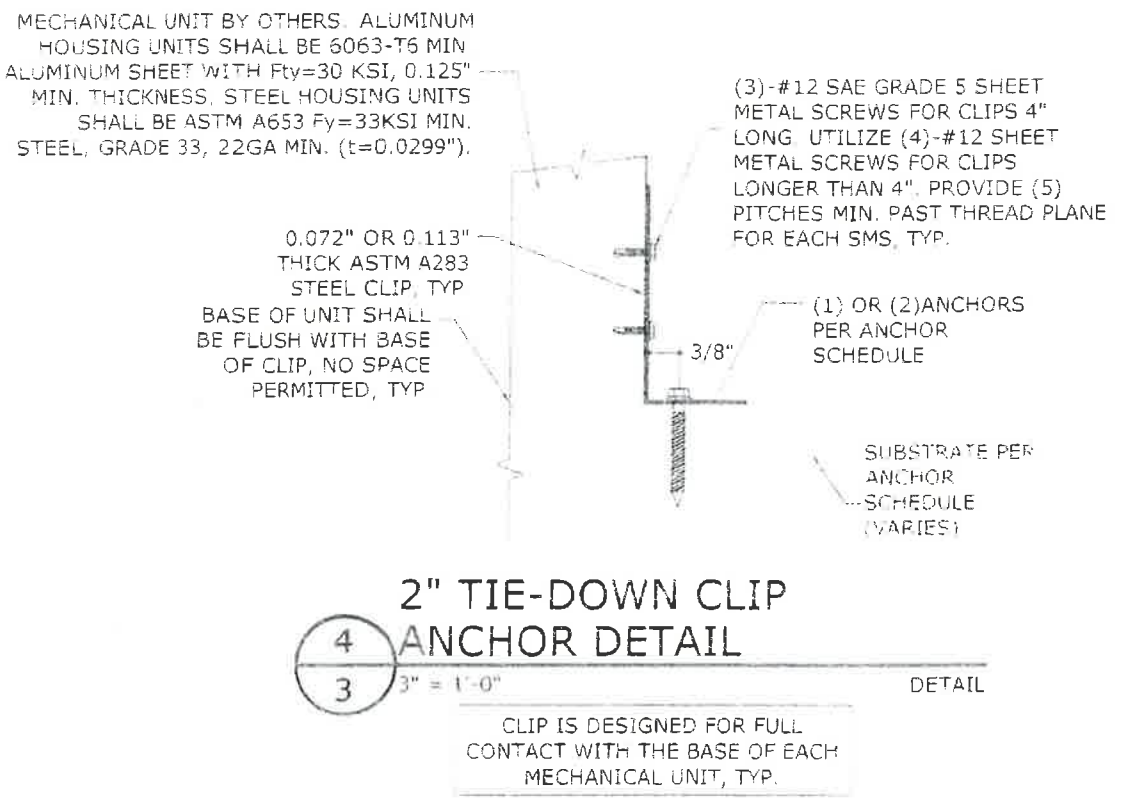 MECHANICAL UNIT BY OTHERS. ALUMINUM
HOUSING UNITS SHALL BE 6063-T6 MIN
ALUMINUM SHEET WITH Fty=30 KSI, 0.125"
MIN. THICKNESS. STEEL HOUSING UNITS
SHALL BE ASTM A653 Fy=33KSI MIN.
STEEL, GRADE 33, 22GA MIN. (t=0.0299").
(3)-#12 SAE GRADE 5 SHEET
METAL SCREWS FOR CLIPS 4"
LONG. UTILIZE (4)-#12 SHEET
METAL SCREWS FOR CLIPS
LONGER THAN 4". PROVIDE (5)
PITCHES MIN. PAST THREAD PLANE
FOR EACH SMS, TYP.
0.072" OR 0.113"
THICK ASTM A283
STEEL CLIP, TYP
BASE OF UNIT SHALL
BE FLUSH WITH BASE
OF CLIP, NO SPACE
PERMITTED, TYP
(1) OR (2)ANCHORS
PER ANCHOR
SCHEDULE
3/8"
SUBSTRATE PER
ANCHOR
SCHEDULE
(VARIES)
2" TIE-DOWN CLIP
ANCHOR DETAIL
4
3
3" = 1'-0"
DETAIL
CLIP IS DESIGNED FOR FULL
CONTACT WITH THE BASE OF EACH
MECHANICAL UNIT, TYP.